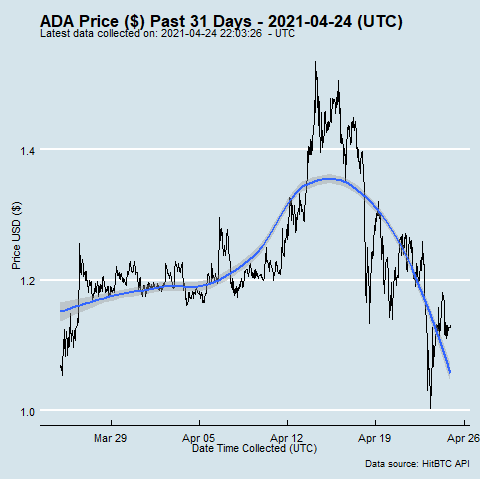 ADA Price ($) Past 31 Days - 2021-04-24 (UTC)
Latest data collected on: 2021-04-24 22:03:26  - UTC
Price USD ($)
1.4
1.2
1.0
Mar 29 Apr 05 Apr 12 Apr 19 Apr 26
Date Time Collected (UTC)
Data source: HitBTC API